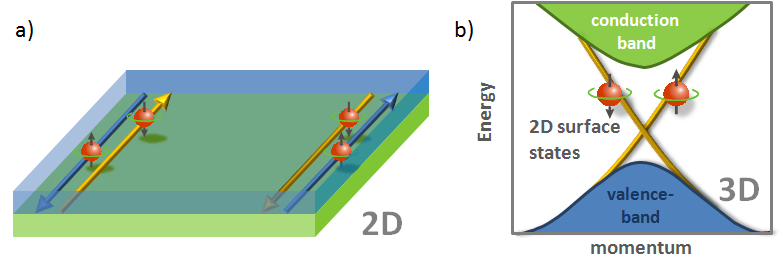 a)
2D
b)
Energy
conduction
band
2D surface
states
valence-
band
3D
momentum